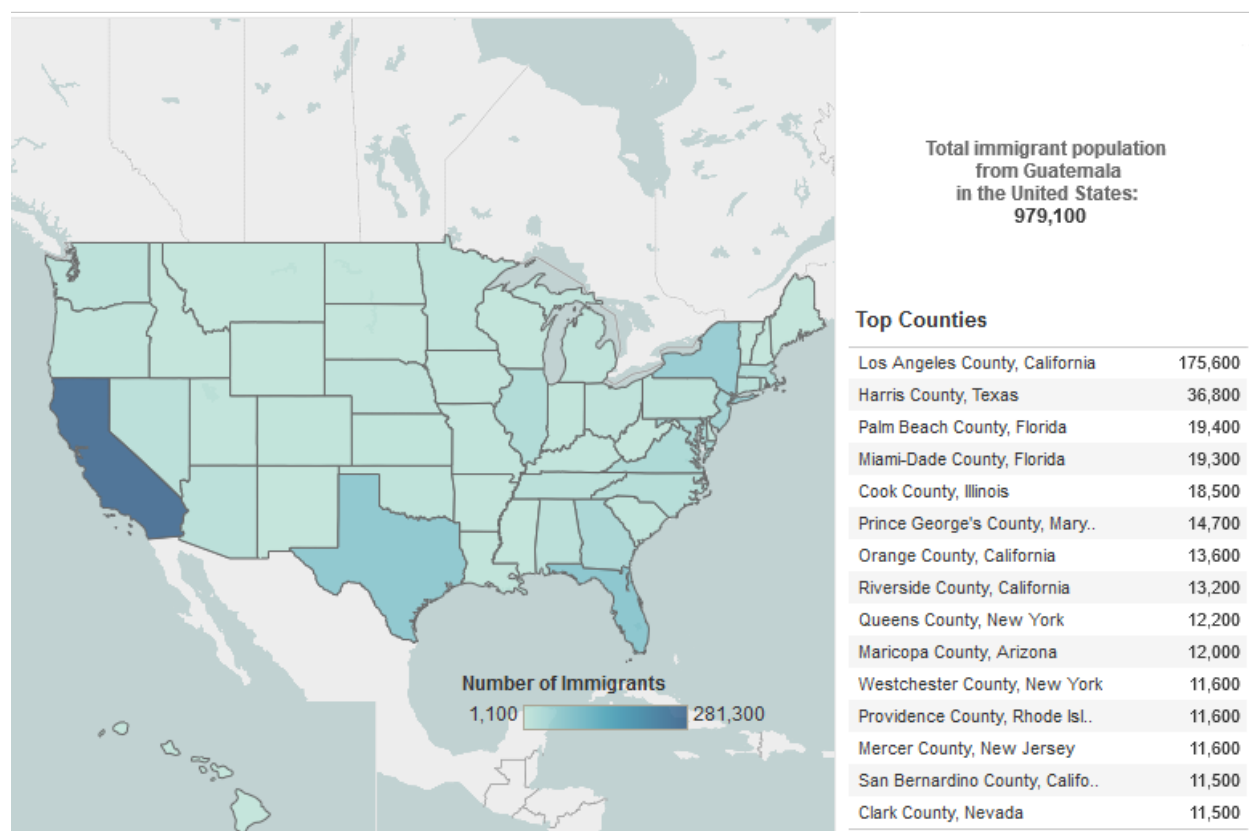 Total immigrant population
from Guatemala
in the United States:
979,100
Top Counties
Los Angeles County, California 175,600
Harris County, Texas 36,800
Palm Beach County, Florida 19,400
Miami-Dade County, Florida 19,300
Cook County, Illinois 18,500
Prince George's County, Mary.. 14,700
Orange County, California 13,600
Riverside County, California 13,200
Queens County, New York 12,200
Maricopa County, Arizona 12,000
Westchester County, New York 11,600
Providence County, Rhode Isl.. 11,600
Mercer County, New Jersey 11,600
San Bernardino County, Califo.. 11,500
Clark County, Nevada 11,500
Number of Immigrants
1,100 281,300